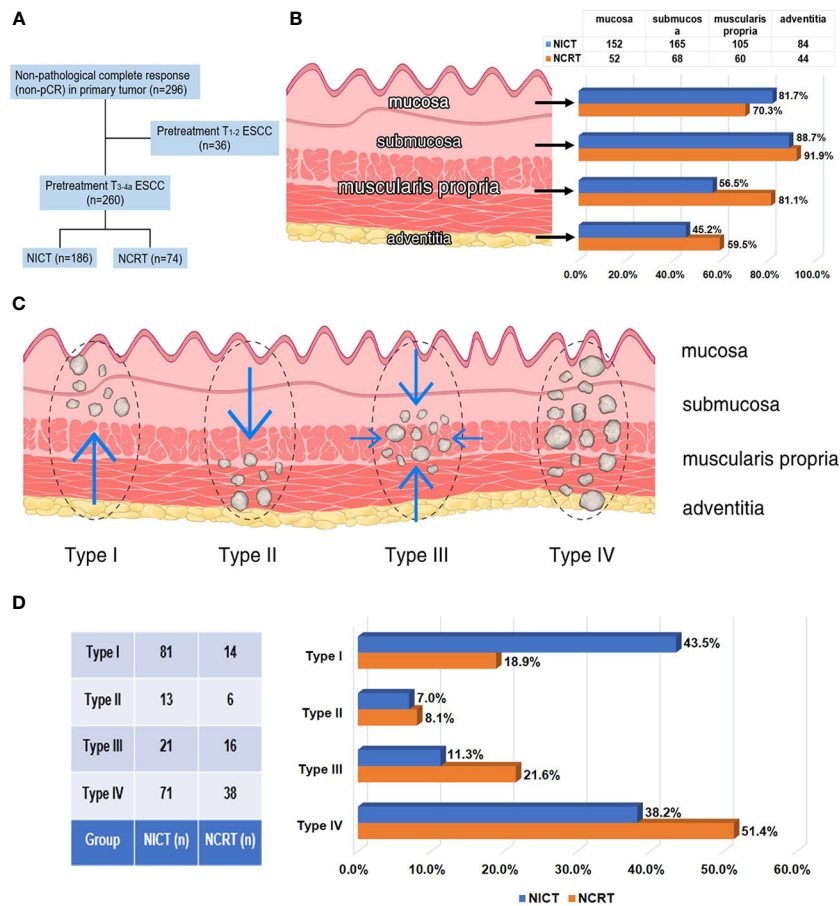 A
Non-pathological complete response
(non-pCR) in primary tumor (n=296)
Pretreatment T1-2 ESCC
(n=36)
Pretreatment T3-4a ESCC
(n=260)
NICT (n=186)
NCRT (n=74)
B
mucosa submucos muscularis adventitia
a propria
NICT 152 165 105 84
NCRT 52 68 60 44
mucosa
submucosa
muscularis propria
adventitia
81.7%
70.3%
88.7%
91.9%
56.5%
81.1%
45.2%
59.5%
0.0% 20.0% 40.0% 60.0% 80.0% 100.0%
C
mucosa
submucosa
muscularis propria
adventitia
Type I Type II Type III Type IV
D
Type I 81 14
Type II 13 6
Type III 21 16
Type IV 71 38
Group NICT (n) NCRT (n)
Type I
43.5%
18.9%
Type II
7.0%
8.1%
Type III
11.3%
21.6%
Type IV
38.2%
51.4%
0.0% 10.0% 20.0% 30.0% 40.0% 50.0% 60.0%
NICT NCRT